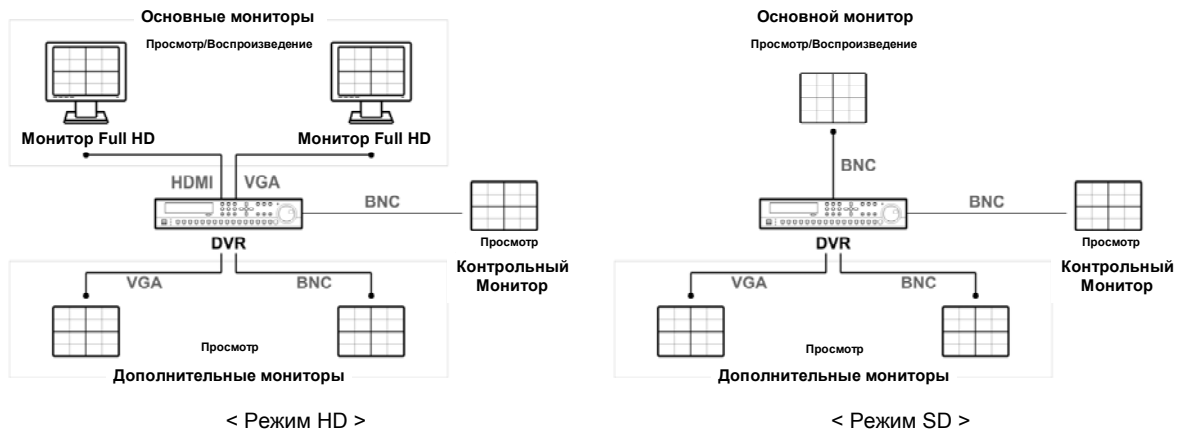 Основные мониторы
Просмотр/Воспроизведение
Монитор Full HD
Монитор Full HD
HDMI
VGA
BNC
DVR
Просмотр
Контрольный
Монитор
VGA
BNC
Просмотр
Дополнительные мониторы
< Режим HD >
Основной монитор
Просмотр/Воспроизведение
BNC
BNC
DVR
Просмотр
Контрольный
Монитор
VGA
BNC
Просмотр
Дополнительные мониторы
< Режим SD >